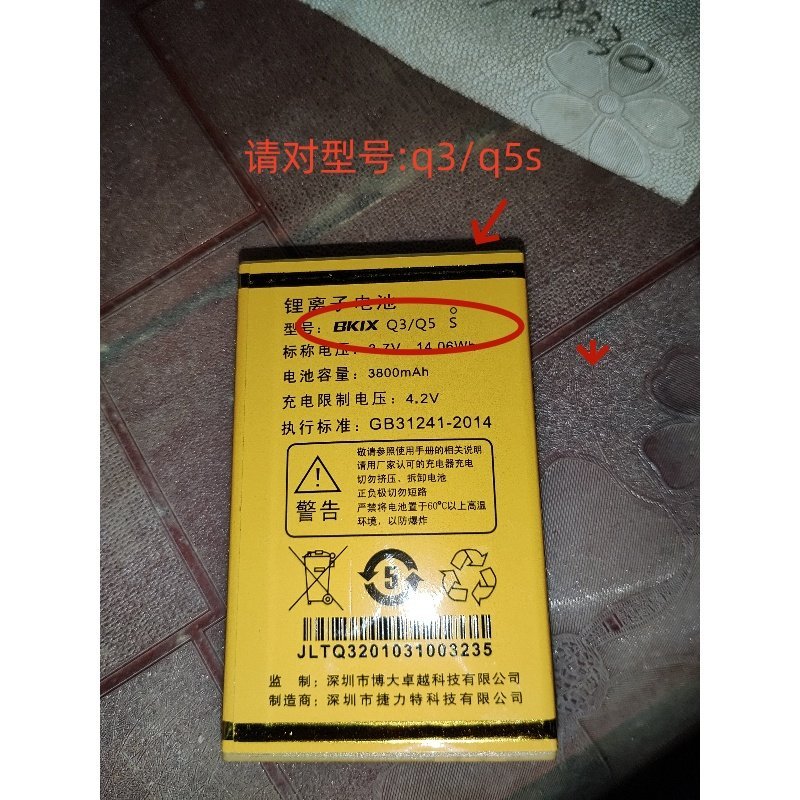 8330
请对型号:q3/q5s
锂离子电池
型号: BKIX Q3/Q5 S
标称电压: 3.7V 14.06Wh
电池容量: 3800mAh
充电限制电压: 4.2V
执行标准: GB31241-2014
敬请参照使用手册的相关说明
请用厂家认可的充电器充电
切勿挤压、拆卸电池
正负极切勿短路
严禁将电池置于60℃以上高温
环境，以防爆炸
警告
5
JLTQ3201031003235
监 制: 深圳市博大卓越科技有限公司
制造商: 深圳市捷力特科技有限公司